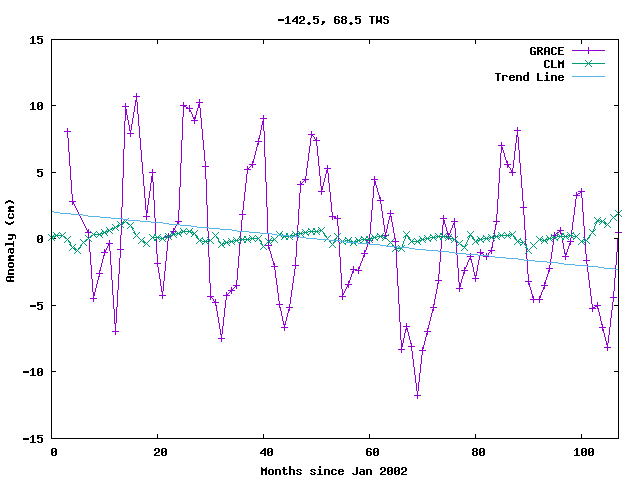 -142.5, 68.5 TWS
GRACE
CLM
Trend Line
15
10
5
0
-5
-10
-15
Anomaly (cm)
0 20 40 60 80 100
Months since Jan 2002